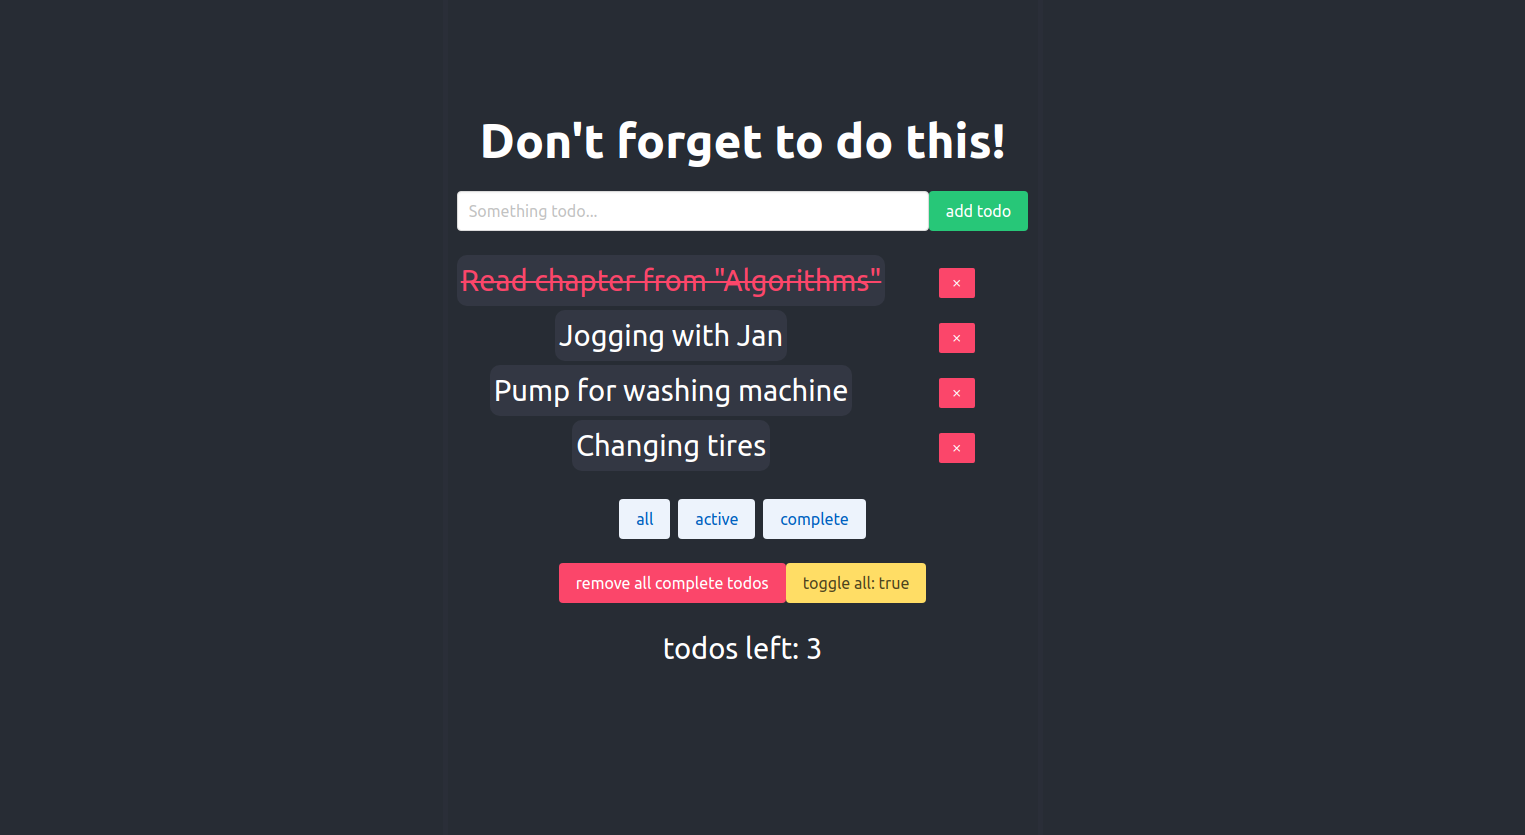 Don't forget to do this!
Something todo... add todo
Read chapter from "Algorithms" ×
Jogging with Jan ×
Pump for washing machine ×
Changing tires ×
all active complete
remove all complete todos toggle all: true
todos left: 3